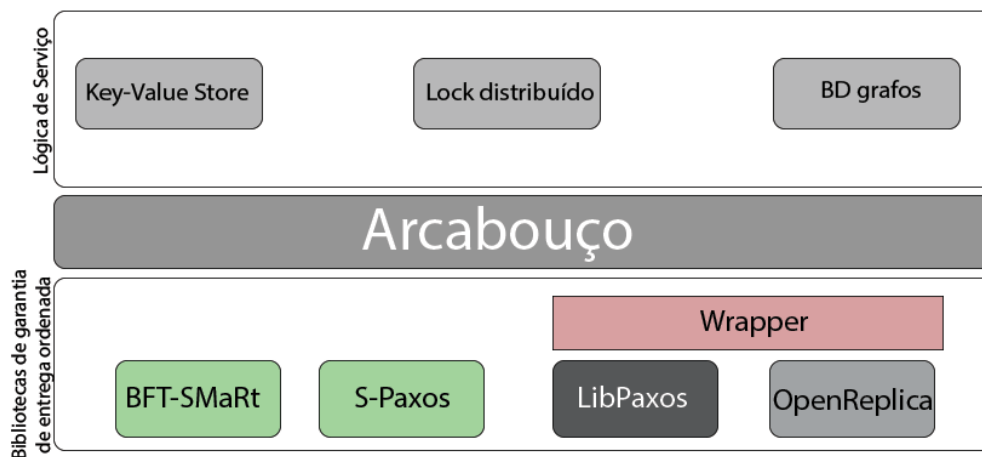 Lógica de Serviço
Key-Value Store
Lock distribuído
BD grafos
Arcabouço
Bibliotecas de garantia
de entrega ordenada
Wrapper
BFT-SMaRt
S-Paxos
LibPaxos
OpenReplica